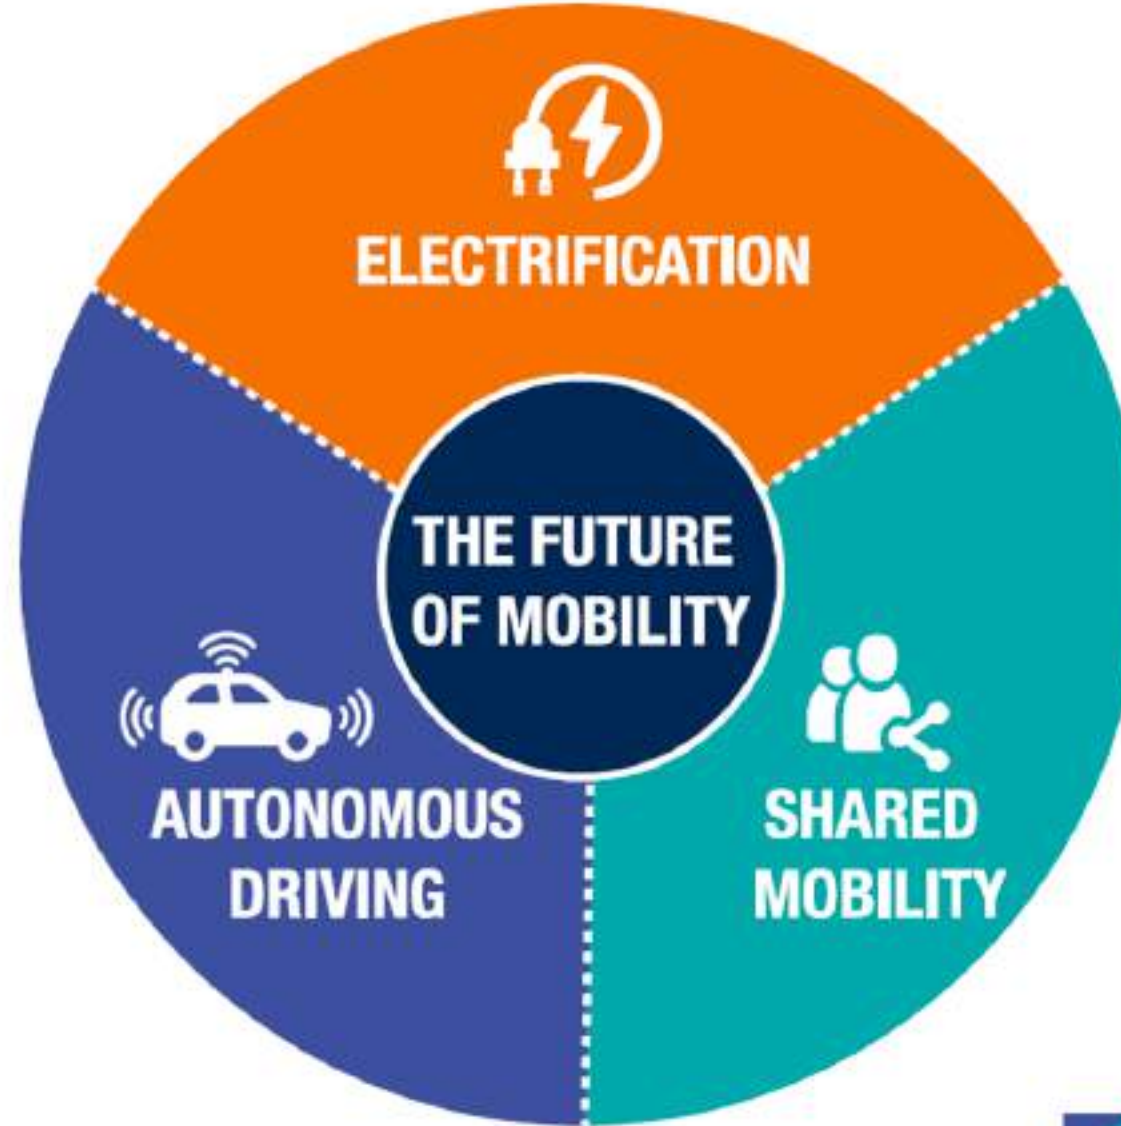 ELECTRIFICATION
THE FUTURE
OF MOBILITY
AUTONOMOUS
DRIVING
SHARED
MOBILITY